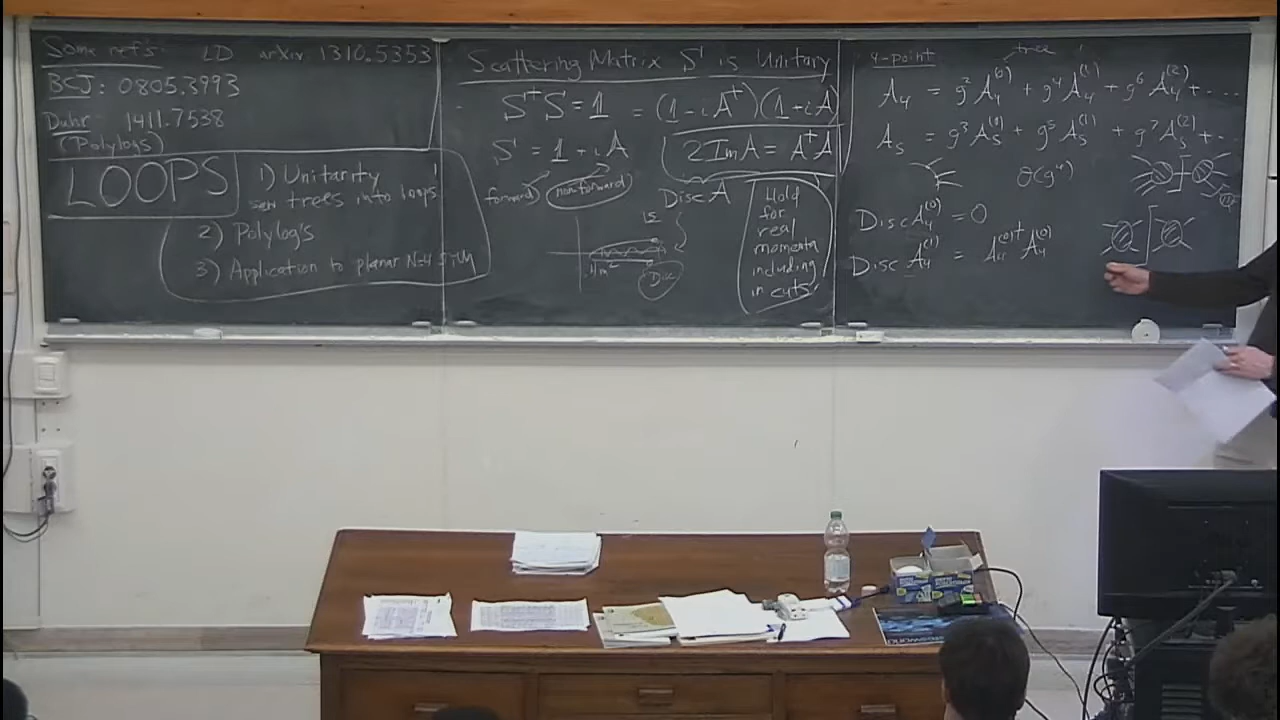 Some ref's: LD arXiv 1310.5353
BCJ: 0805.3993
Duhr 1411.7538
(Polylogs)
LOOPS
1) Unitarity
sew trees into loops
2) Polylog's
3) Application to planar N=4 SYM
Scattering Matrix S is Unitary
S†S = 1 = (1 - iA†)(1 + iA)
S = 1 + iA
2 Im A = A†A
forward non-forward
Disc A
4m²
Disc
Hold
for
real
momenta
including
in cuts
4-point tree
A₄ = g² A₄⁽⁰⁾ + g⁴ A₄⁽¹⁾ + g⁶ A₄⁽²⁾ + ....
A₅ = g³ A₅⁽⁰⁾ + g⁵ A₅⁽¹⁾ + g⁷ A₅⁽²⁾ + ...
O(g⁴)
Disc A₄⁽⁰⁾ = 0
Disc A₄⁽¹⁾ = A₄⁽⁰⁾† A₄⁽⁰⁾